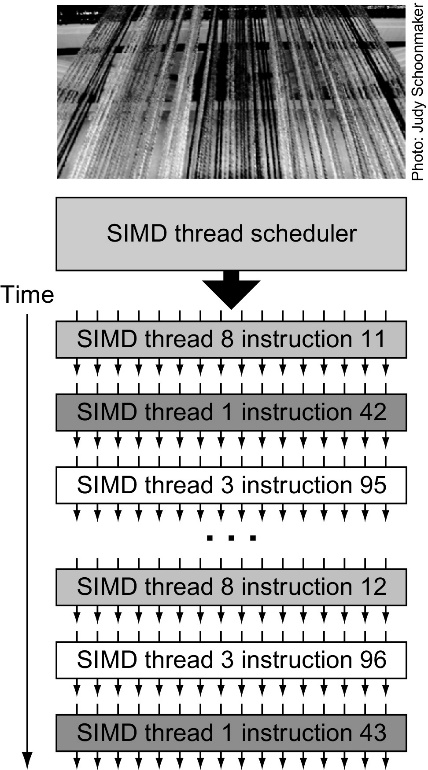 Photo: Judy Schoonmaker
SIMD thread scheduler
Time
SIMD thread 8 instruction 11
SIMD thread 1 instruction 42
SIMD thread 3 instruction 95
. . .
SIMD thread 8 instruction 12
SIMD thread 3 instruction 96
SIMD thread 1 instruction 43